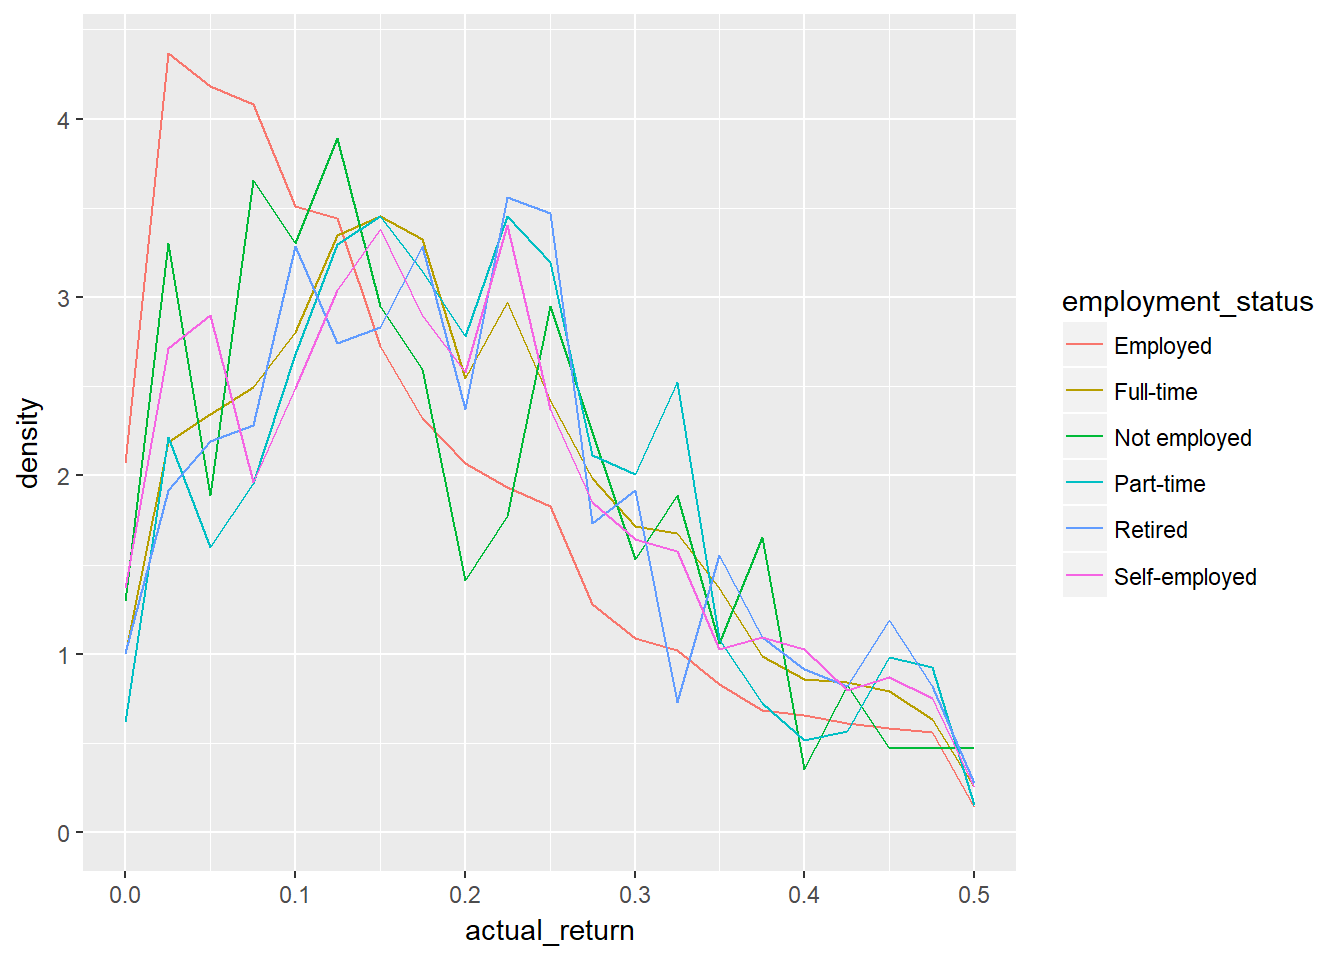 density
4
3
2
1
0
0.0 0.1 0.2 0.3 0.4 0.5
actual_return
employment_status
Employed
Full-time
Not employed
Part-time
Retired
Self-employed